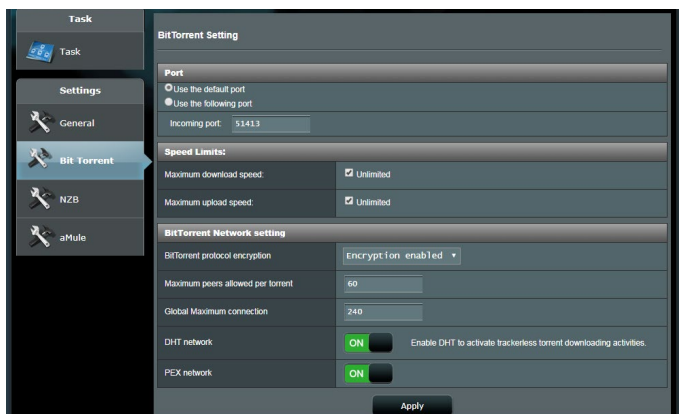 Task
Task
Settings
General
Bit Torrent
NZB
aMule
BitTorrent Setting
Port
Use the default port
Use the following port
Incoming port: 51413
Speed Limits:
Maximum download speed: Unlimited
Maximum upload speed: Unlimited
BitTorrent Network setting
BitTorrent protocol encryption Encryption enabled
Maximum peers allowed per torrent 60
Global Maximum connection 240
DHT network ON Enable DHT to activate trackerless torrent downloading activities.
PEX network ON
Apply